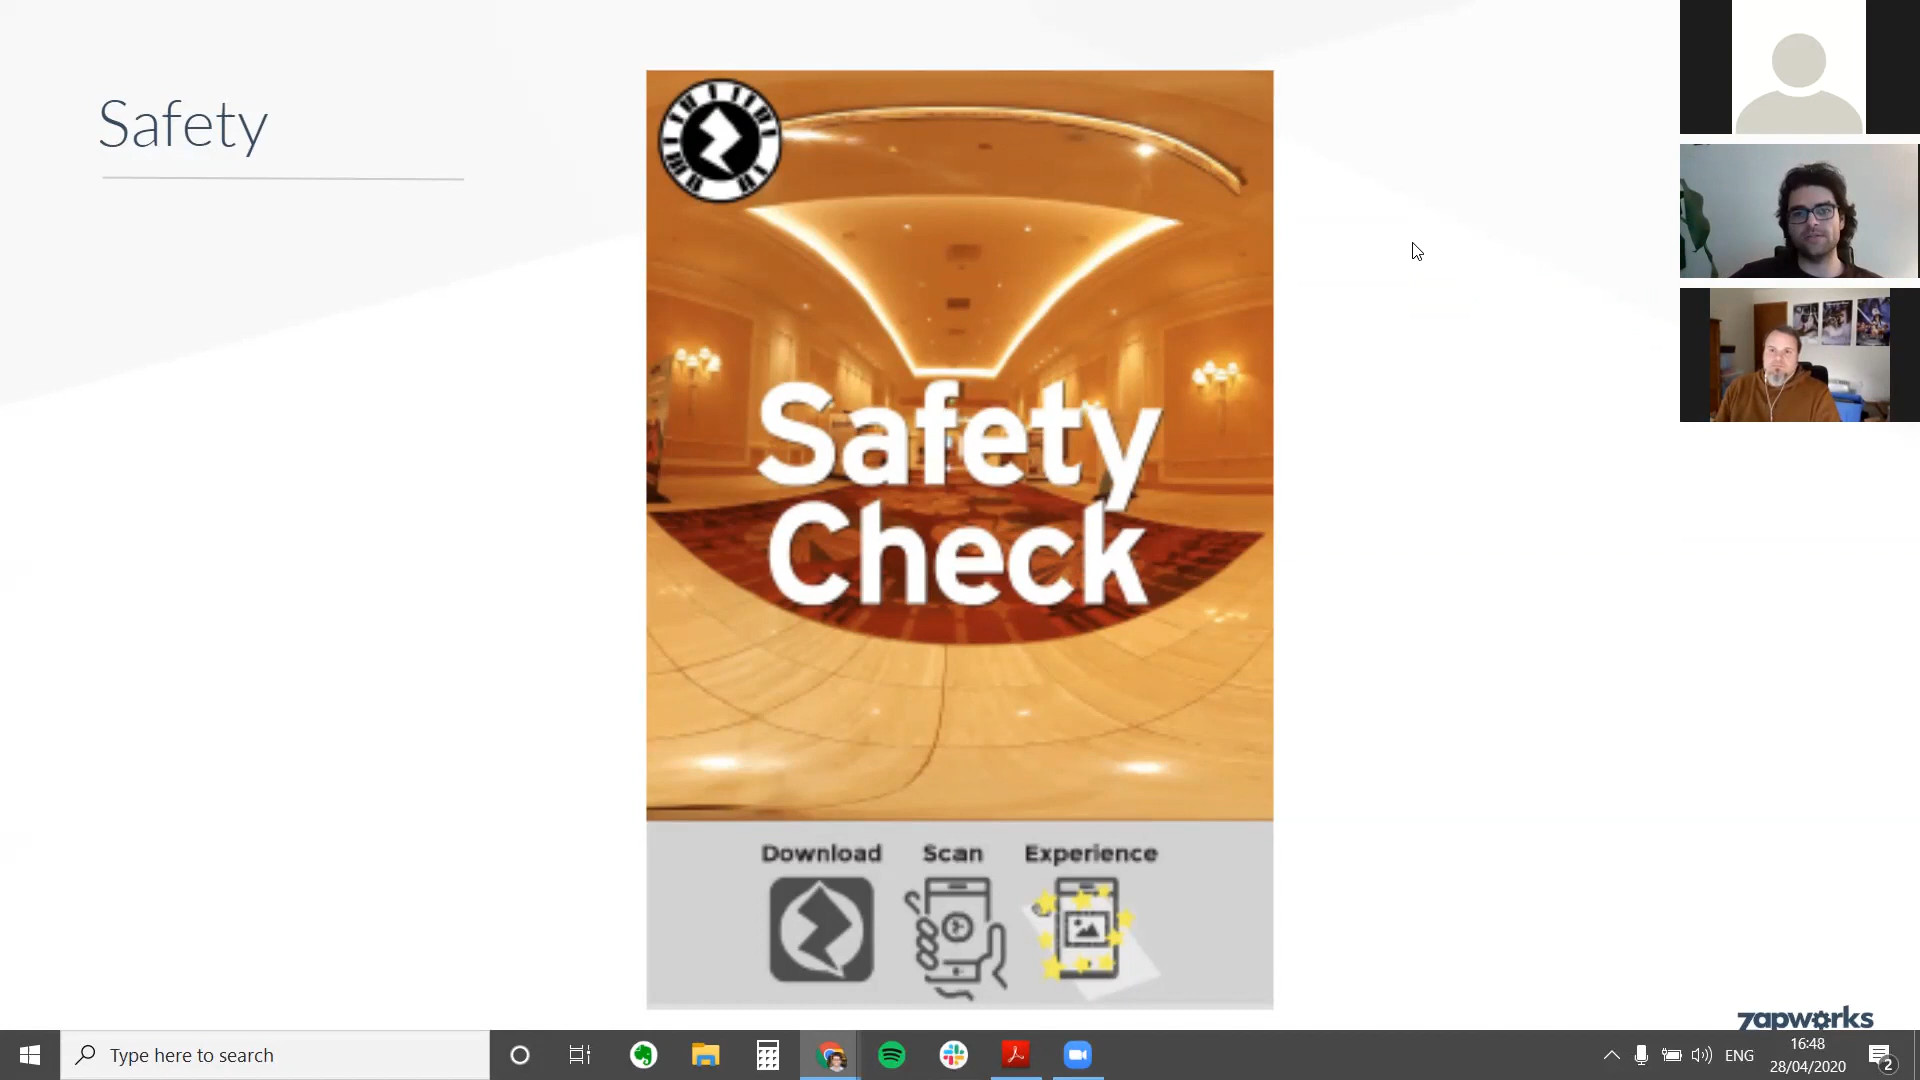 Safety
Safety
Check
Download Scan Experience
zapworks
Type here to search
ENG
16:48
28/04/2020
2